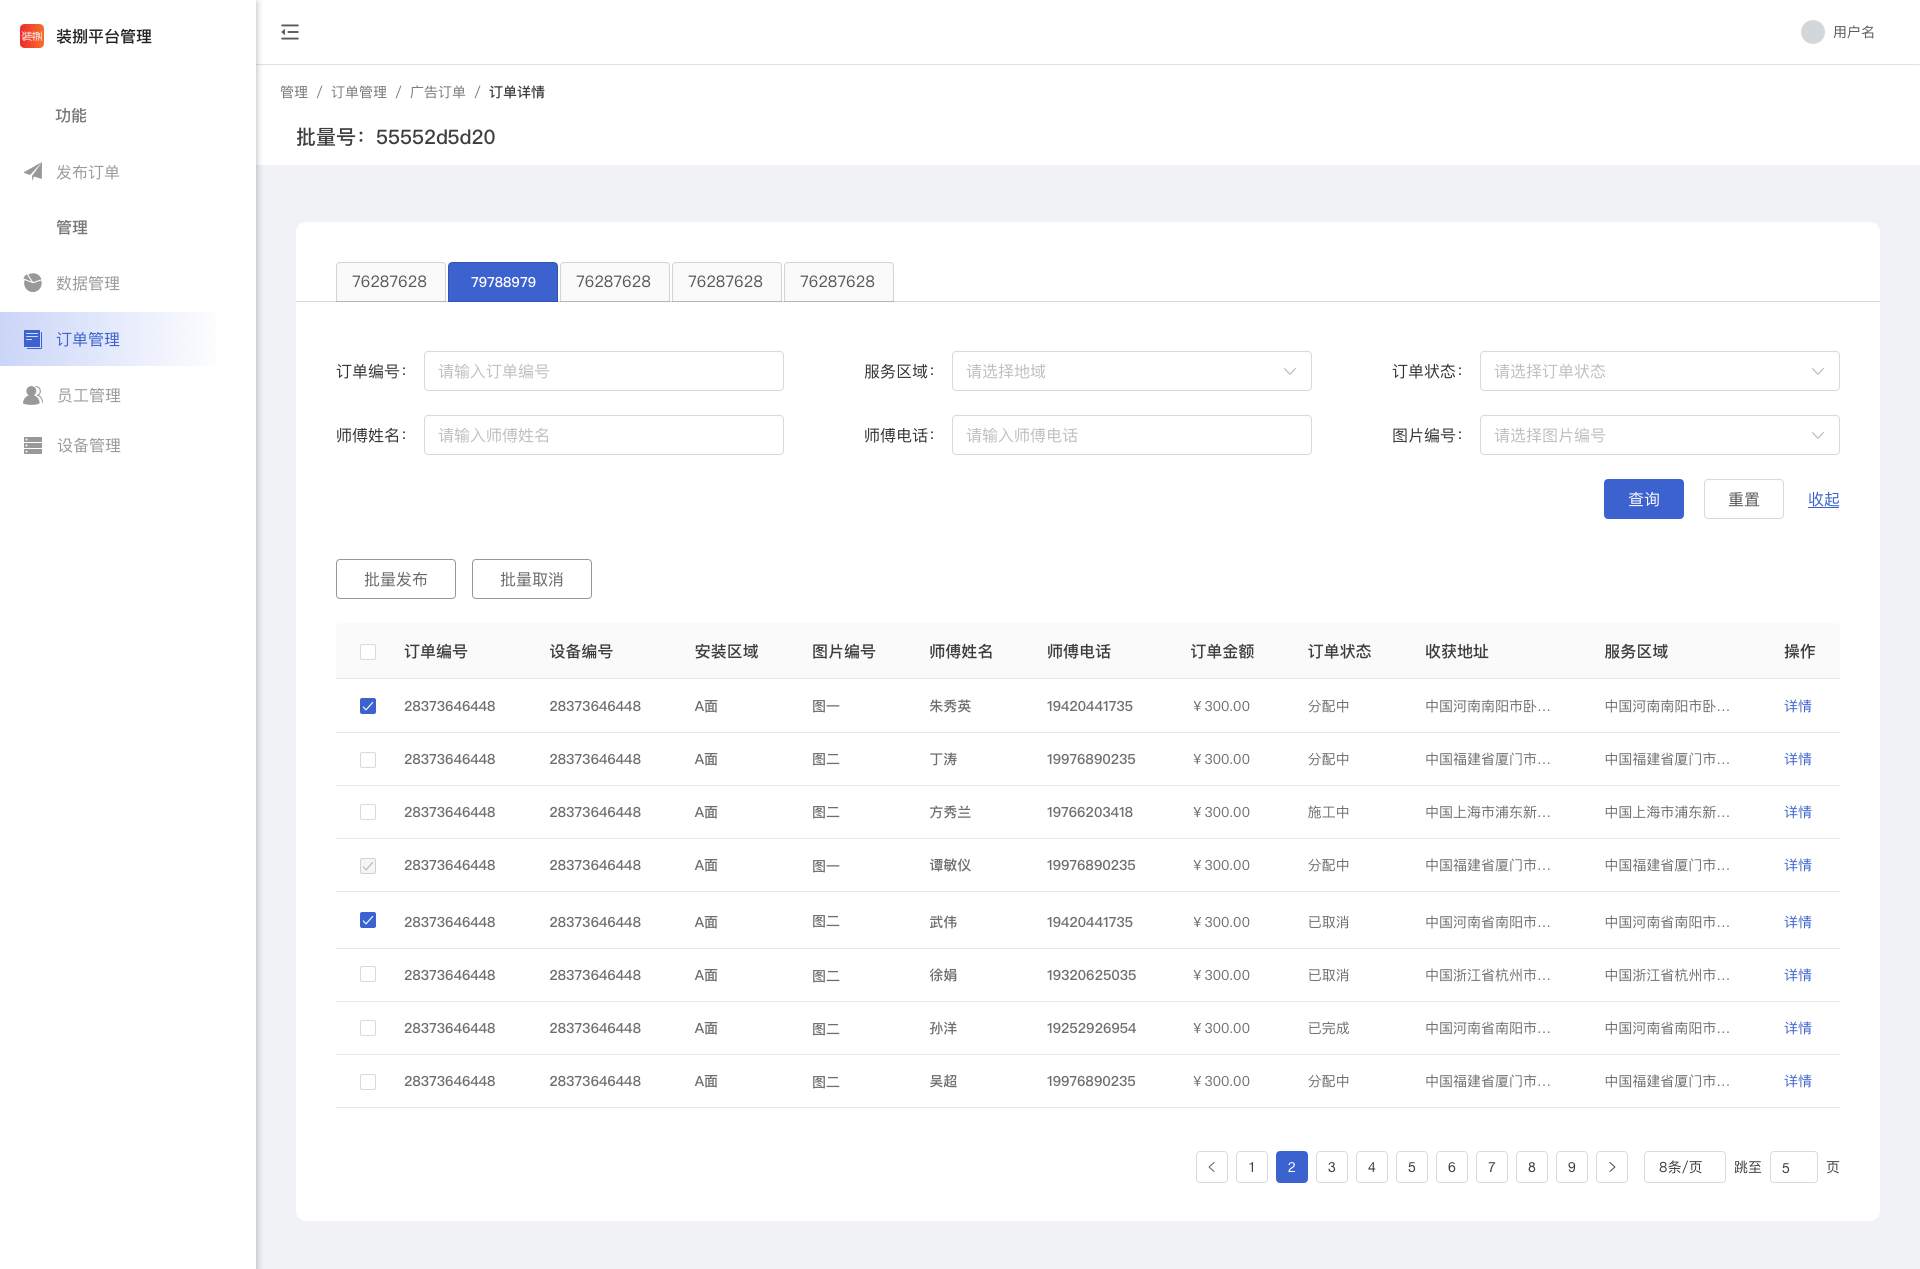 装捌
装捌平台管理
用户名
功能
发布订单
管理
数据管理
订单管理
员工管理
设备管理
管理 / 订单管理 / 广告订单 / 订单详情
批量号：55552d5d20
76287628 79788979 76287628 76287628 76287628
订单编号： 请输入订单编号 服务区域： 请选择地域 订单状态： 请选择订单状态
师傅姓名： 请输入师傅姓名 师傅电话： 请输入师傅电话 图片编号： 请选择图片编号
查询 重置 收起
批量发布 批量取消
订单编号 设备编号 安装区域 图片编号 师傅姓名 师傅电话 订单金额 订单状态 收获地址 服务区域 操作
28373646448 28373646448 A面 图一 朱秀英 19420441735 ¥300.00 分配中 中国河南南阳市卧... 中国河南南阳市卧... 详情
28373646448 28373646448 A面 图二 丁涛 19976890235 ¥300.00 分配中 中国福建省厦门市... 中国福建省厦门市... 详情
28373646448 28373646448 A面 图二 方秀兰 19766203418 ¥300.00 施工中 中国上海市浦东新... 中国上海市浦东新... 详情
28373646448 28373646448 A面 图一 谭敏仪 19976890235 ¥300.00 分配中 中国福建省厦门市... 中国福建省厦门市... 详情
28373646448 28373646448 A面 图二 武伟 19420441735 ¥300.00 已取消 中国河南省南阳市... 中国河南省南阳市... 详情
28373646448 28373646448 A面 图二 徐娟 19320625035 ¥300.00 已取消 中国浙江省杭州市... 中国浙江省杭州市... 详情
28373646448 28373646448 A面 图二 孙洋 19252926954 ¥300.00 已完成 中国河南省南阳市... 中国河南省南阳市... 详情
28373646448 28373646448 A面 图二 吴超 19976890235 ¥300.00 分配中 中国福建省厦门市... 中国福建省厦门市... 详情
1 2 3 4 5 6 7 8 9 8条/页 跳至 5 页